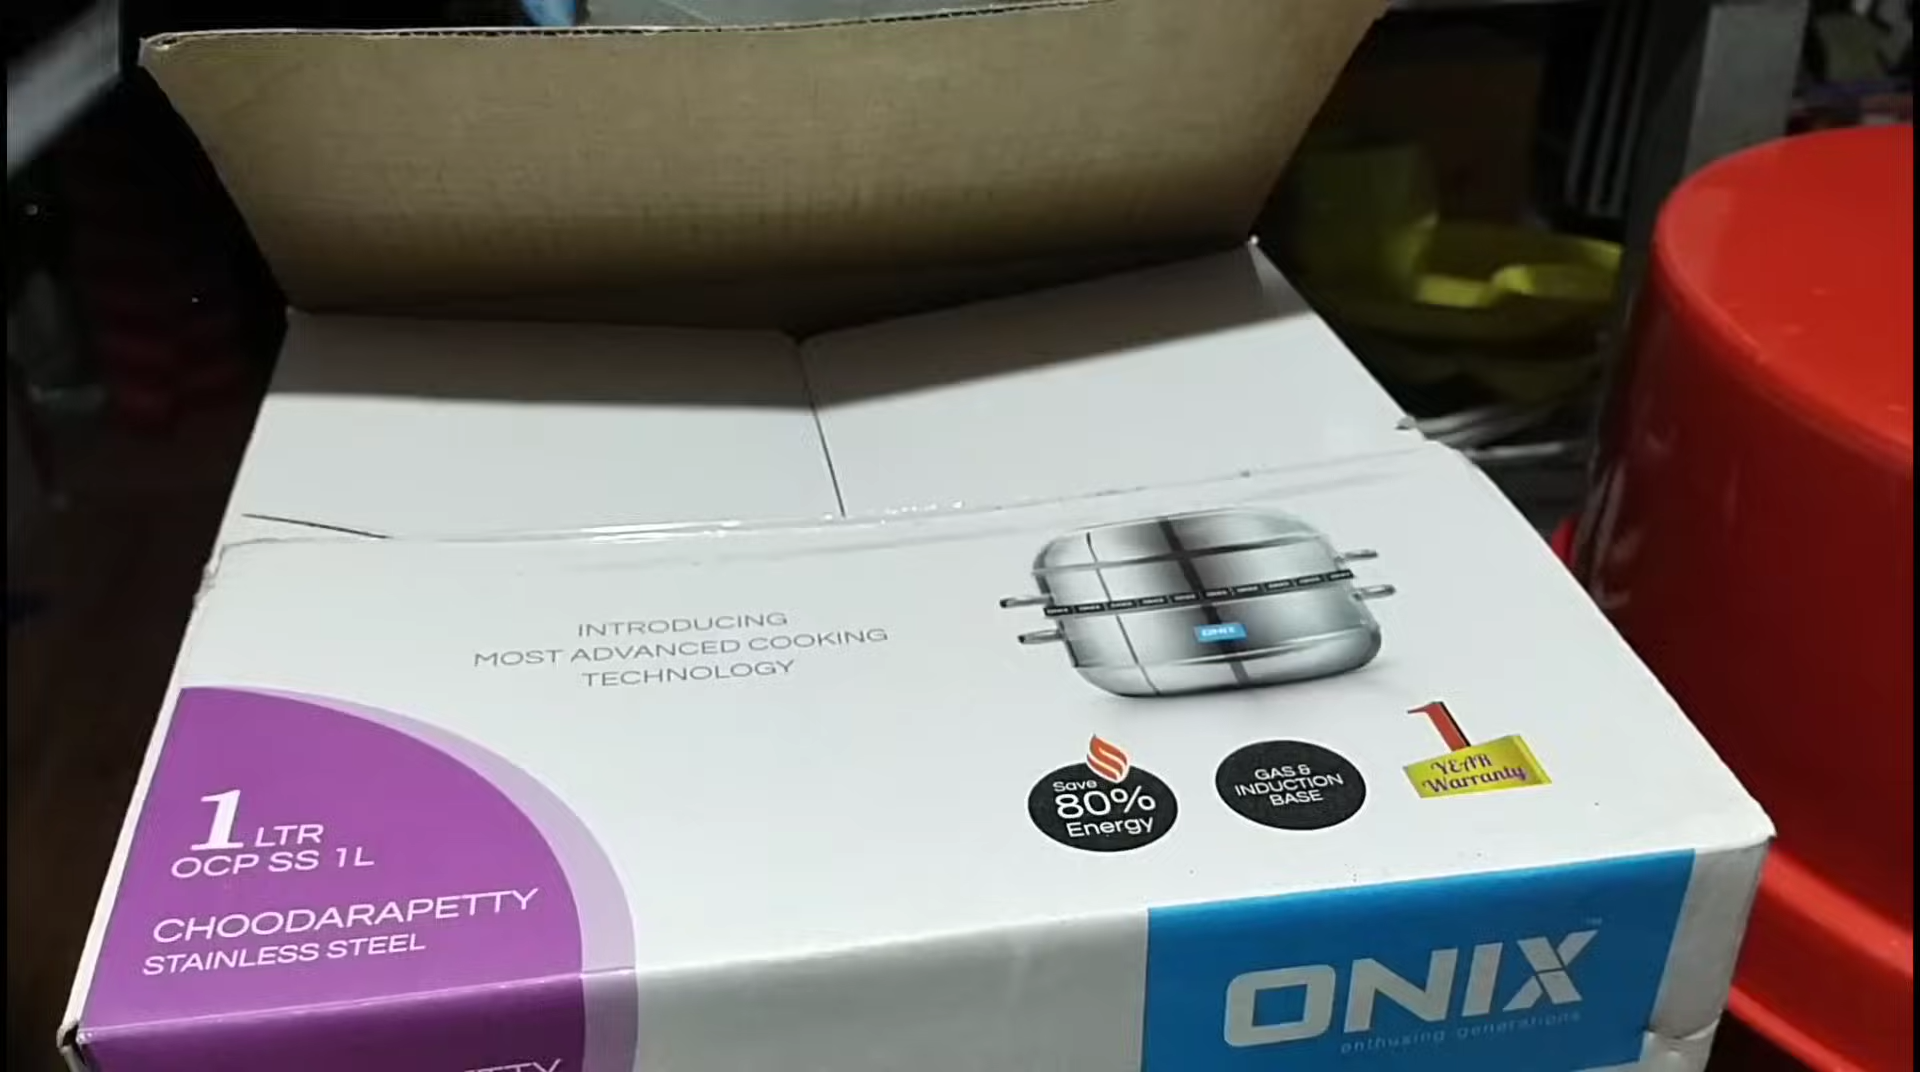 INTRODUCING
MOST ADVANCED COOKING
TECHNOLOGY
ONIX
Save
80%
Energy
GAS &
INDUCTION
BASE
1
YEAR
Warranty
1 LTR
OCP SS 1L
CHOODARAPETTY
STAINLESS STEEL
ONIX™
enthusing generations